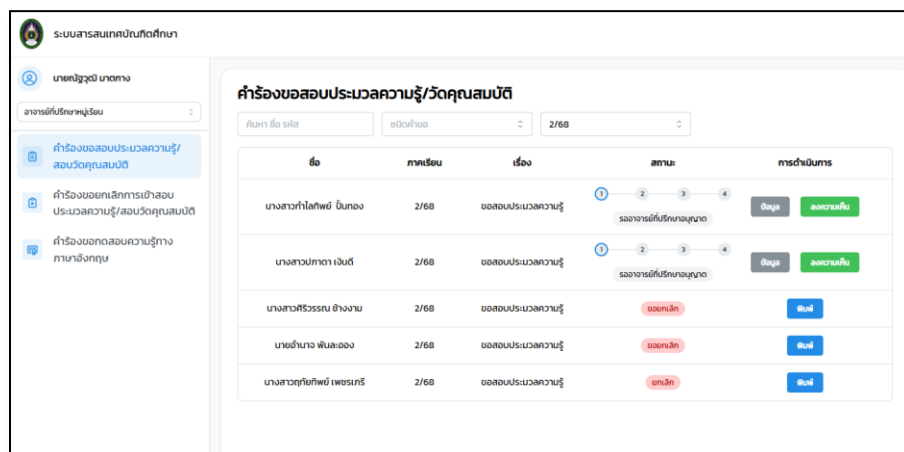 ระบบสารสนเทศบัณฑิตศึกษา
นายณัฐวุฒิ มาตกาง
อาจารย์ที่ปรึกษาหมู่เรียน
คำร้องขอสอบประมวลความรู้/
สอบวัดคุณสมบัติ
คำร้องขอยกเลิกการเข้าสอบ
ประมวลความรู้/สอบวัดคุณสมบัติ
คำร้องขอทดสอบความรู้ทาง
ภาษาอังกฤษ
คำร้องขอสอบประมวลความรู้/วัดคุณสมบัติ
ค้นหา ชื่อ รหัส ชนิดคำขอ 2/68
ชื่อ ภาคเรียน เรื่อง สถานะ การดำเนินการ
นางสาวกำไลทิพย์ ปั้นทอง 2/68 ขอสอบประมวลความรู้ 1 2 3 4 ข้อมูล ลงความเห็น
รออาจารย์ที่ปรึกษาอนุญาต
นางสาวปภาดา เงินดี 2/68 ขอสอบประมวลความรู้ 1 2 3 4 ข้อมูล ลงความเห็น
รออาจารย์ที่ปรึกษาอนุญาต
นางสาวศิริวรรณ ช้างงาม 2/68 ขอสอบประมวลความรู้ ขอยกเลิก พิมพ์
นายอำนาจ พันละออง 2/68 ขอสอบประมวลความรู้ ขอยกเลิก พิมพ์
นางสาวฤทัยทิพย์ เพชรเกรี 2/68 ขอสอบประมวลความรู้ ยกเลิก พิมพ์